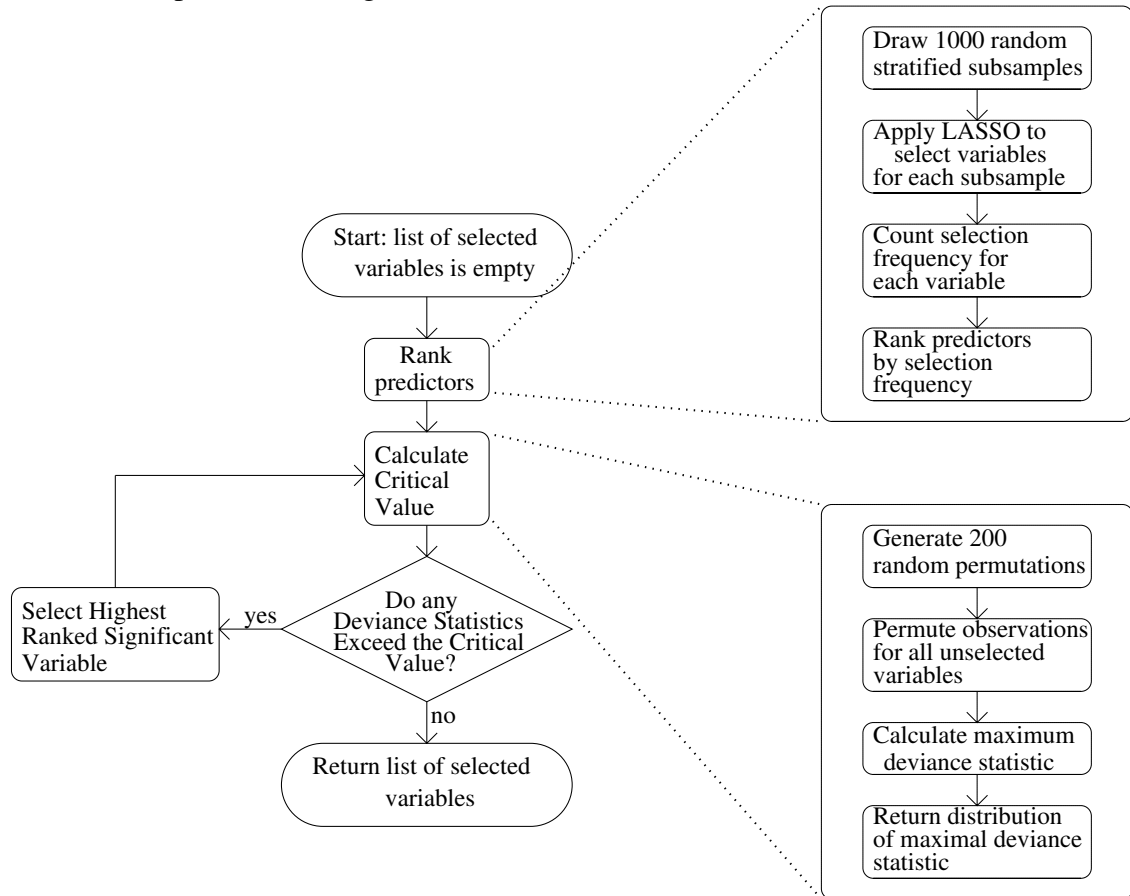 Draw 1000 random
stratified subsamples
Apply LASSO to
select variables
for each subsample
Count selection
frequency for
each variable
Rank predictors
by selection
frequency
Start: list of selected
variables is empty
Rank
predictors
Calculate
Critical
Value
Do any
Deviance Statistics
Exceed the Critical
Value?
yes
Select Highest
Ranked Significant
Variable
no
Return list of selected
variables
Generate 200
random permutations
Permute observations
for all unselected
variables
Calculate maximum
deviance statistic
Return distribution
of maximal deviance
statistic